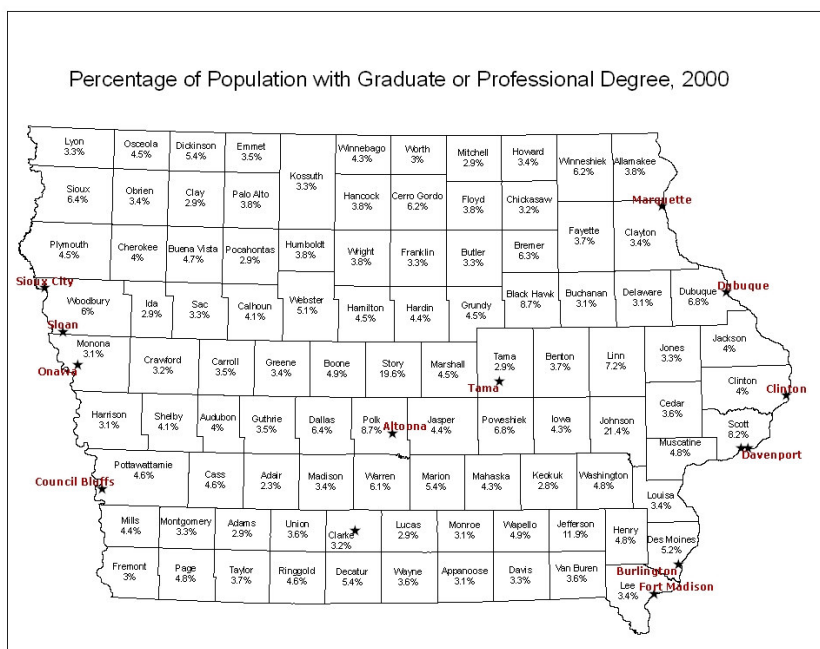 Percentage of Population with Graduate or Professional Degree, 2000
Lyon
3.3%
Osceola
4.5%
Dickinson
5.4%
Emmet
3.5%
Kossuth
3.3%
Winnebago
4.3%
Worth
3%
Mitchell
2.9%
Howard
3.4%
Winneshiek
6.2%
Allamakee
3.8%
Sioux
6.4%
Obrien
3.4%
Clay
2.9%
Palo Alto
3.8%
Hancock
3.8%
Cerro Gordo
6.2%
Floyd
3.8%
Chickasaw
3.2%
Marquette
Plymouth
4.5%
Cherokee
4%
Buena Vista
4.7%
Pocahontas
2.9%
Humboldt
3.8%
Wright
3.8%
Franklin
3.3%
Butler
3.3%
Bremer
6.3%
Fayette
3.7%
Clayton
3.4%
Sioux City
Woodbury
6%
Ida
2.9%
Sac
3.3%
Calhoun
4.1%
Webster
5.1%
Hamilton
4.5%
Hardin
4.4%
Grundy
4.5%
Black Hawk
8.7%
Buchanan
3.1%
Delaware
3.1%
Dubuque
6.8%
Dubuque
Sloan
Monona
3.1%
Onawa
Crawford
3.2%
Carroll
3.5%
Greene
3.4%
Boone
4.9%
Story
19.6%
Marshall
4.5%
Tama
2.9%
Tama
Benton
3.7%
Linn
7.2%
Jones
3.3%
Jackson
4%
Clinton
4%
Clinton
Harrison
3.1%
Shelby
4.1%
Audubon
4%
Guthrie
3.5%
Dallas
6.4%
Polk
8.7%
Altoona
Jasper
4.4%
Poweshiek
6.8%
Iowa
4.3%
Johnson
21.4%
Cedar
3.6%
Scott
8.2%
Muscatine
4.8%
Davenport
Pottawattamie
4.6%
Council Bluffs
Cass
4.6%
Adair
2.3%
Madison
3.4%
Warren
6.1%
Marion
5.4%
Mahaska
4.3%
Keokuk
2.8%
Washington
4.8%
Louisa
3.4%
Mills
4.4%
Montgomery
3.3%
Adams
2.9%
Union
3.6%
Clarke
3.2%
Lucas
2.9%
Monroe
3.1%
Wapello
4.9%
Jefferson
11.9%
Henry
4.8%
Des Moines
5.2%
Burlington
Fremont
3%
Page
4.8%
Taylor
3.7%
Ringgold
4.6%
Decatur
5.4%
Wayne
3.6%
Appanoose
3.1%
Davis
3.3%
Van Buren
3.6%
Lee
3.4%
Fort Madison